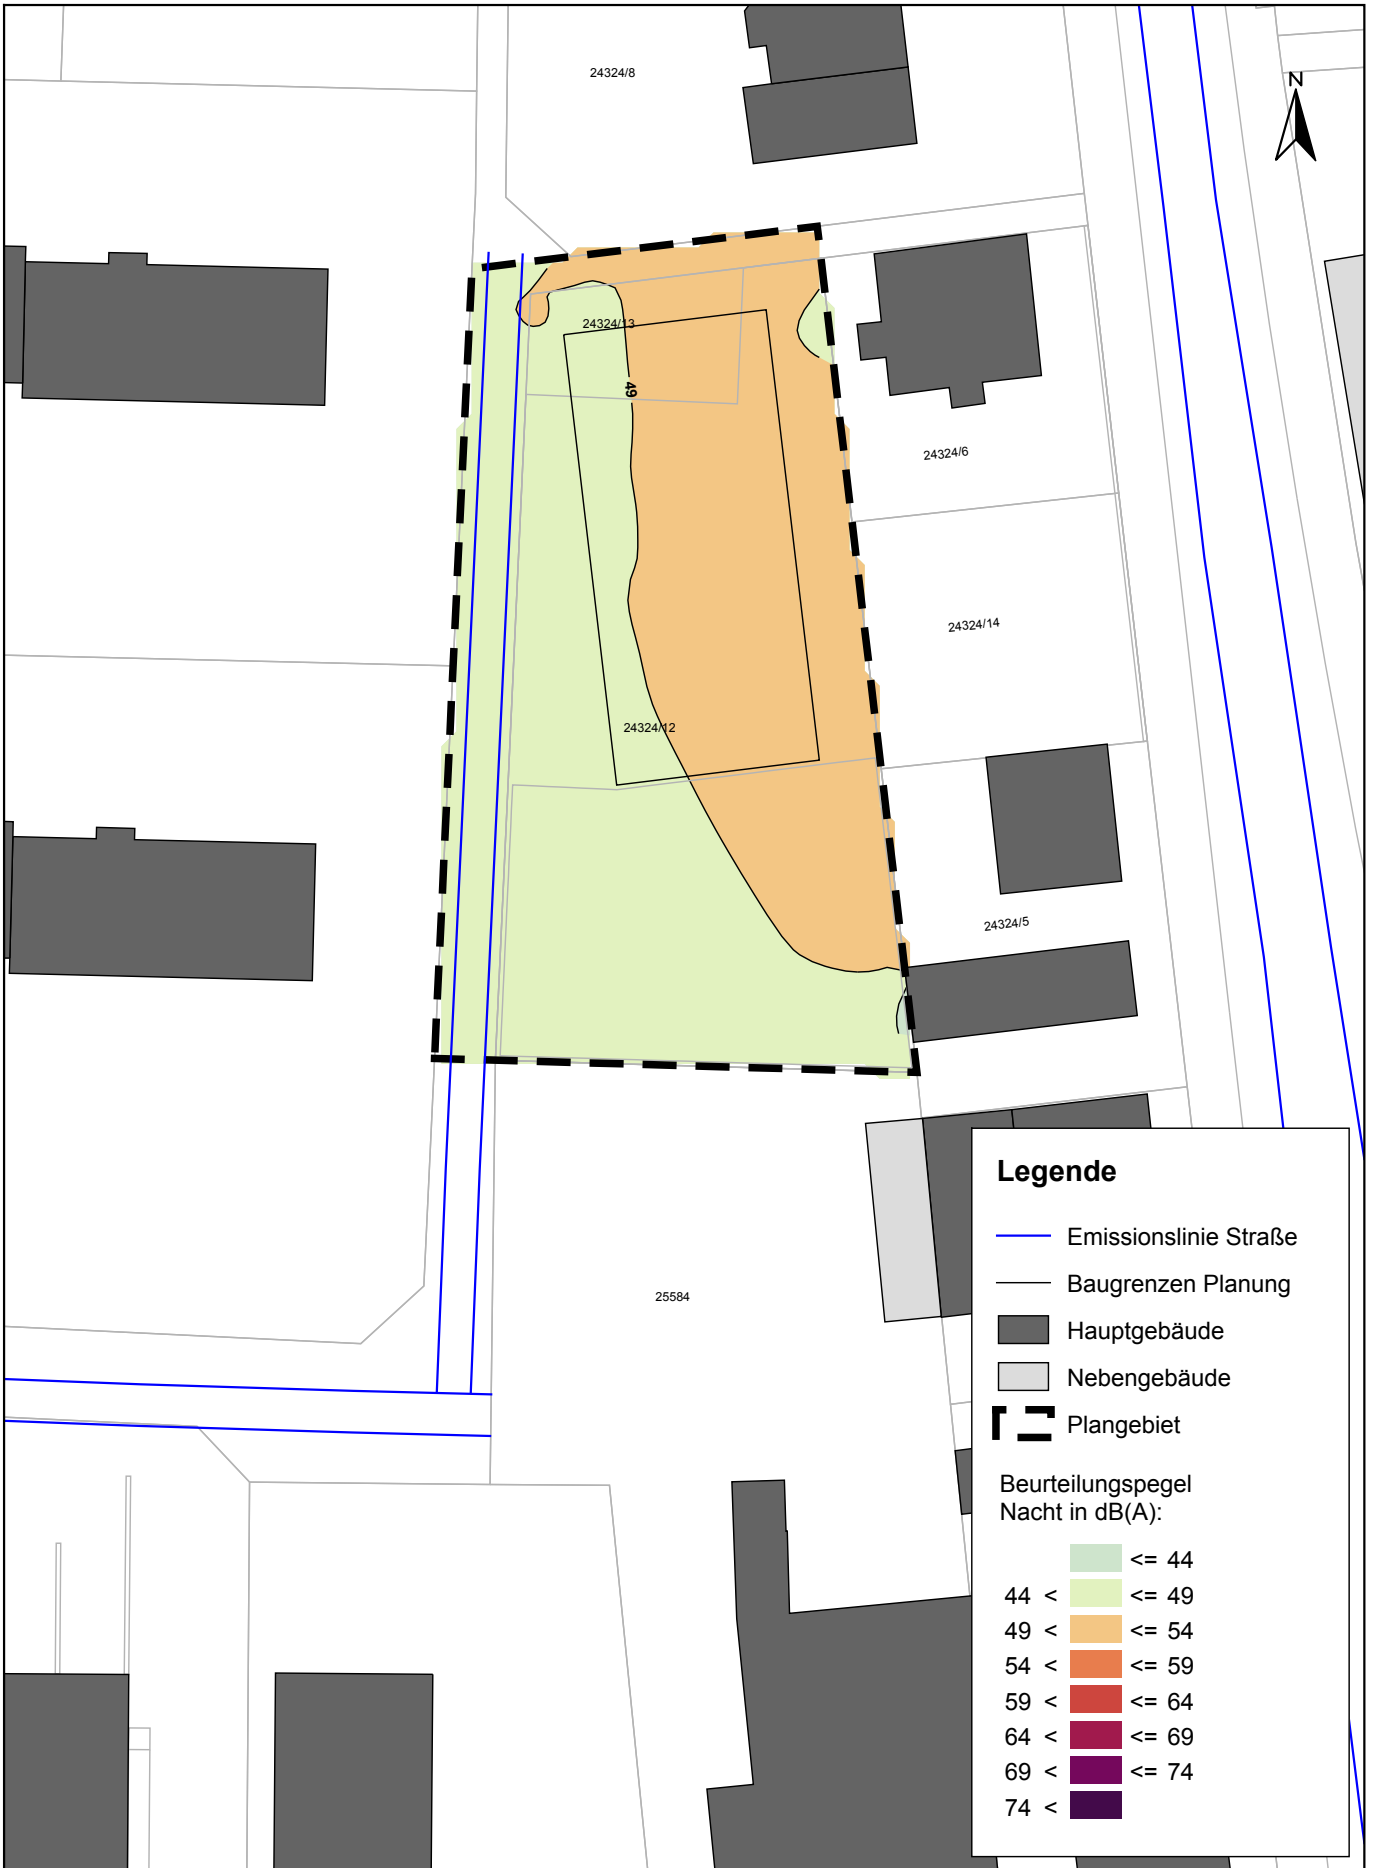 24324/8
N
24324/13
49
24324/6
24324/14
24324/12
24324/5
25584
Legende
Emissionslinie Straße
Baugrenzen Planung
Hauptgebäude
Nebengebäude
Plangebiet
Beurteilungspegel
Nacht in dB(A):
<= 44
44 < <= 49
49 < <= 54
54 < <= 59
59 < <= 64
64 < <= 69
69 < <= 74
74 <